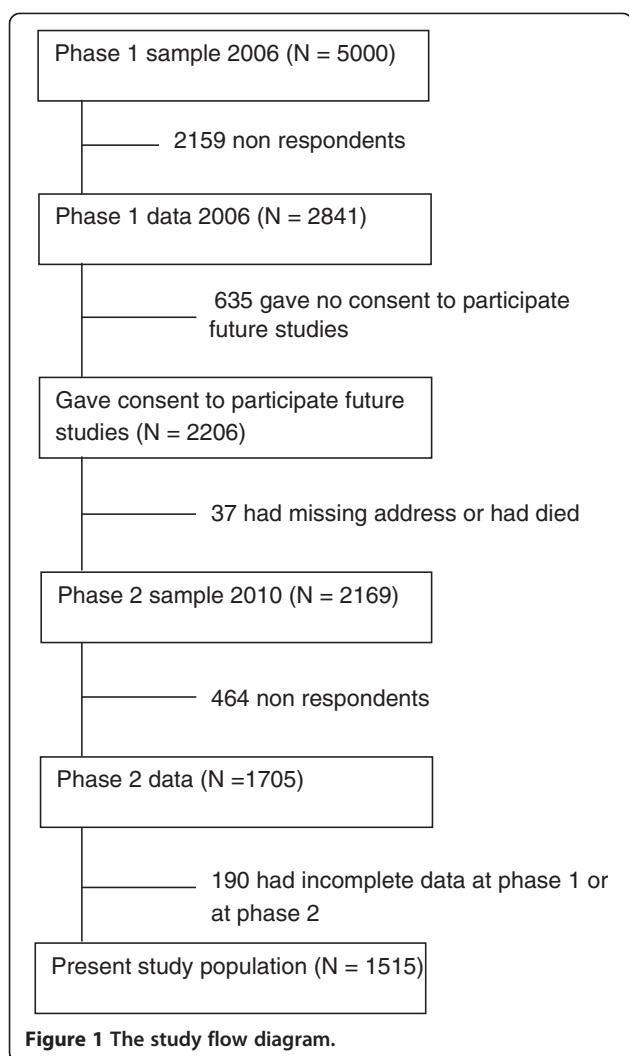 Phase 1 sample 2006 (N = 5000)
2159 non respondents
Phase 1 data 2006 (N = 2841)
635 gave no consent to participate
future studies
Gave consent to participate future
studies (N = 2206)
37 had missing address or had died
Phase 2 sample 2010 (N = 2169)
464 non respondents
Phase 2 data (N =1705)
190 had incomplete data at phase 1 or
at phase 2
Present study population (N = 1515)
Figure 1 The study flow diagram.